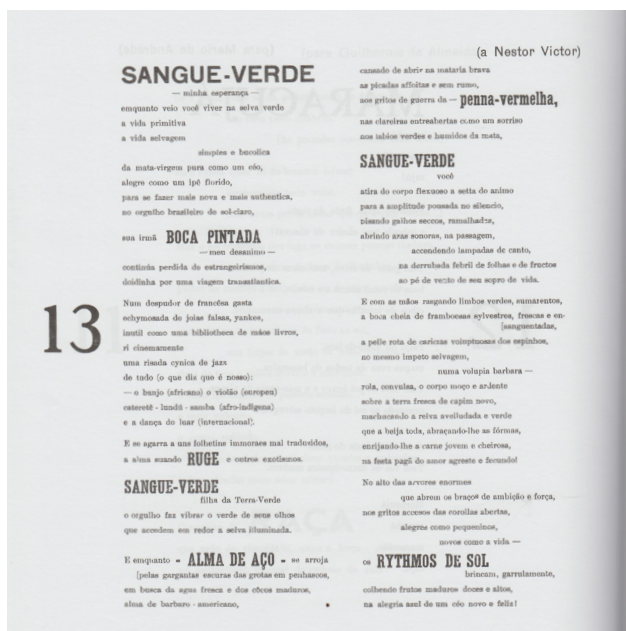 (a Nestor Victor)
SANGUE-VERDE
— minha esperança —
emquanto veio você viver na selva verde
a vida primitiva
a vida selvagem
simples e bucolica
da mata-virgem pura como um céo,
alegre como um ipê florido,
para se fazer mais nova e mais authentica,
no orgulho brasileiro de sol-claro,
sua irmã BOCA PINTADA
— meu desanimo —
continúa perdida de estrangeirismos,
doidinha por uma viagem transatlantica.
13
Num despudor de francêsa gasta
echymosada de joias falsas, yankes,
inutil como uma bibliotheca de máos livros,
ri cinemamente
uma risada cynica de jazz
de tudo (o que diz que é nosso):
— o banjo (africano) o violão (europeu)
cateretê - lundú - samba (afro-indigena)
e a dança do luar (internacional).
E se agarra a uns folhetins immoraes mal traduzidos,
a alma suando RUGE e outros exotismos.
SANGUE-VERDE
filha da Terra-Verde
o orgulho faz vibrar o verde de seus olhos
que accedem em redor a selva illuminada.
E emquanto - ALMA DE AÇO - se arroja
(pelas gargantas escuras das grotas em penhascos,
em busca da agua fresca e dos côcos maduros,
alma de barbaro - americano,
cansado de abrir na mataria brava
as picadas affoitas e sem rumo,
aos gritos de guerra da — penna-vermelha,
nas clareiras entreabertas como um sorriso
nos labios verdes e humidos da mata,
SANGUE-VERDE
você
atira do corpo flexuoso a setta do animo
para a amplitude pousada no silencio,
pisando galhos seccos, ramalhadas,
abrindo azas sonoras, na passagem,
accendendo lampadas de canto,
na derrubada febril de folhas e de fructos
ao pé de vento de seu sopro de vida.
E com as mãos rasgando limbos verdes, sumarentos,
a boca cheia de framboesas sylvestres, frescas e en-
[sanguentadas,
a pelle rota de caricias voluptuosas dos espinhos,
no mesmo impeto selvagem,
numa volupia barbara —
rola, convulsa, o corpo moço e ardente
sobre a terra fresca de capim novo,
machucando a relva avelludada e verde
que a beija toda, abraçando-lhe as fórmas,
enrijando-lhe a carne jovem e cheirosa,
na festa pagã do amor agreste e fecundo!
No alto das arvores enormes
que abrem os braços de ambição e força,
nos gritos accesos das corollas abertas,
alegres como pequeninos,
novos como a vida —
os RYTHMOS DE SOL
brincam, garrulamente,
colhendo frutos maduros doces e altos,
na alegria azul de um céo novo e feliz!